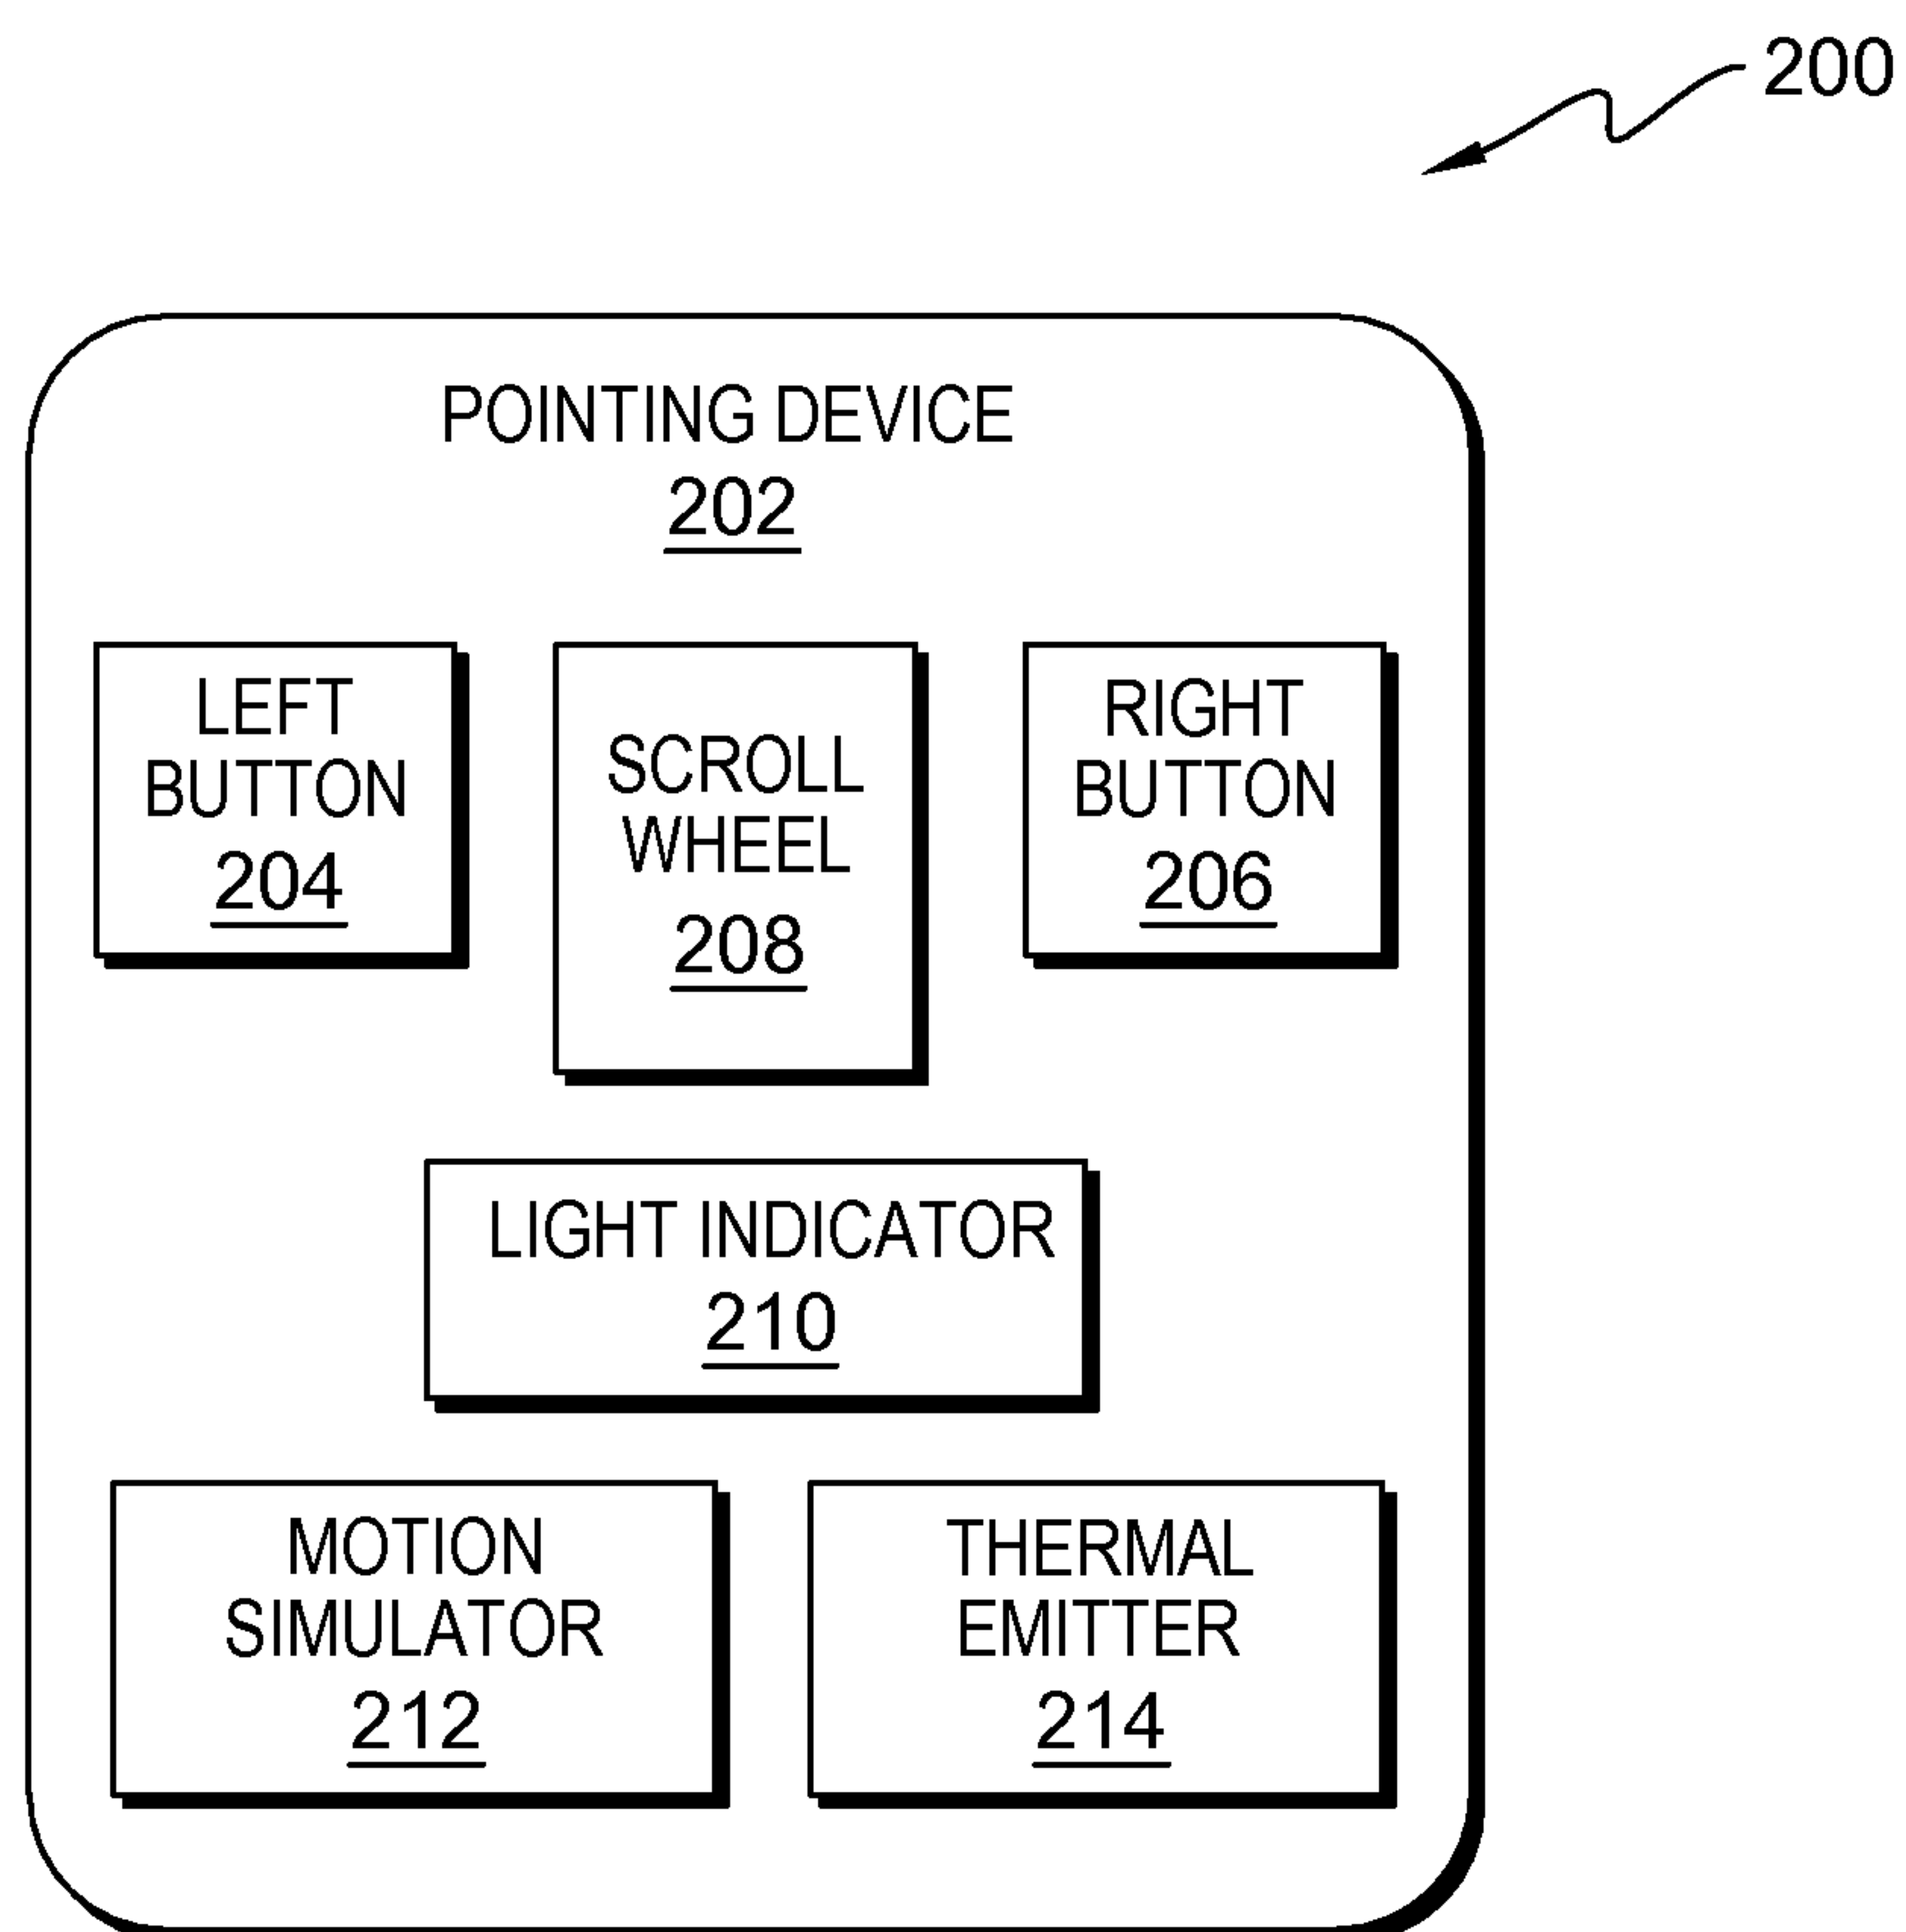 200
POINTING DEVICE
202
LEFT
BUTTON
204
SCROLL
WHEEL
208
RIGHT
BUTTON
206
LIGHT INDICATOR
210
MOTION
SIMULATOR
212
THERMAL
EMITTER
214